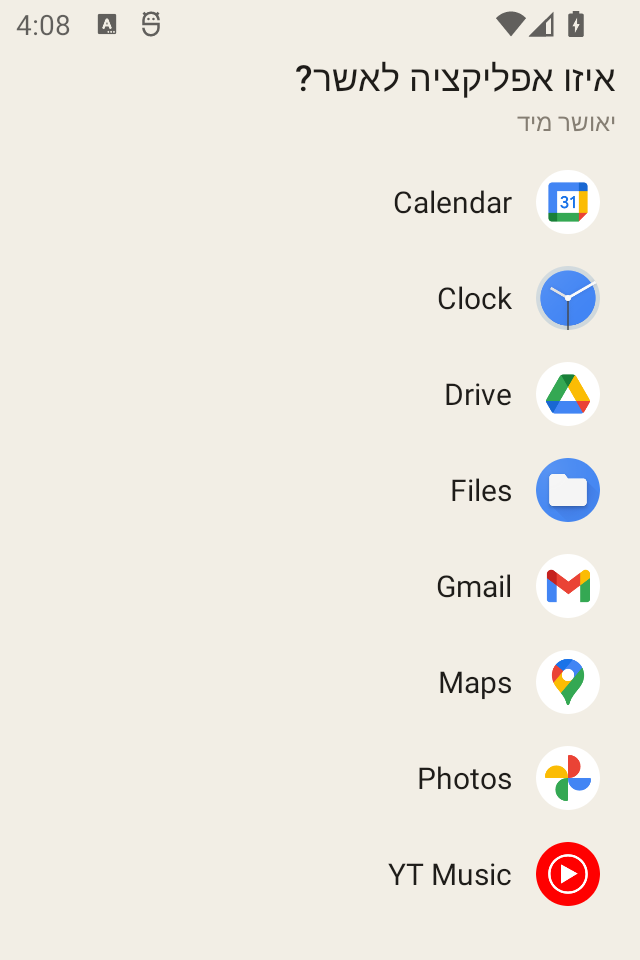 4:08
איזו אפליקציה לאשר?
יאושר מיד
Calendar
31
Clock
Drive
Files
Gmail
Maps
Photos
YT Music